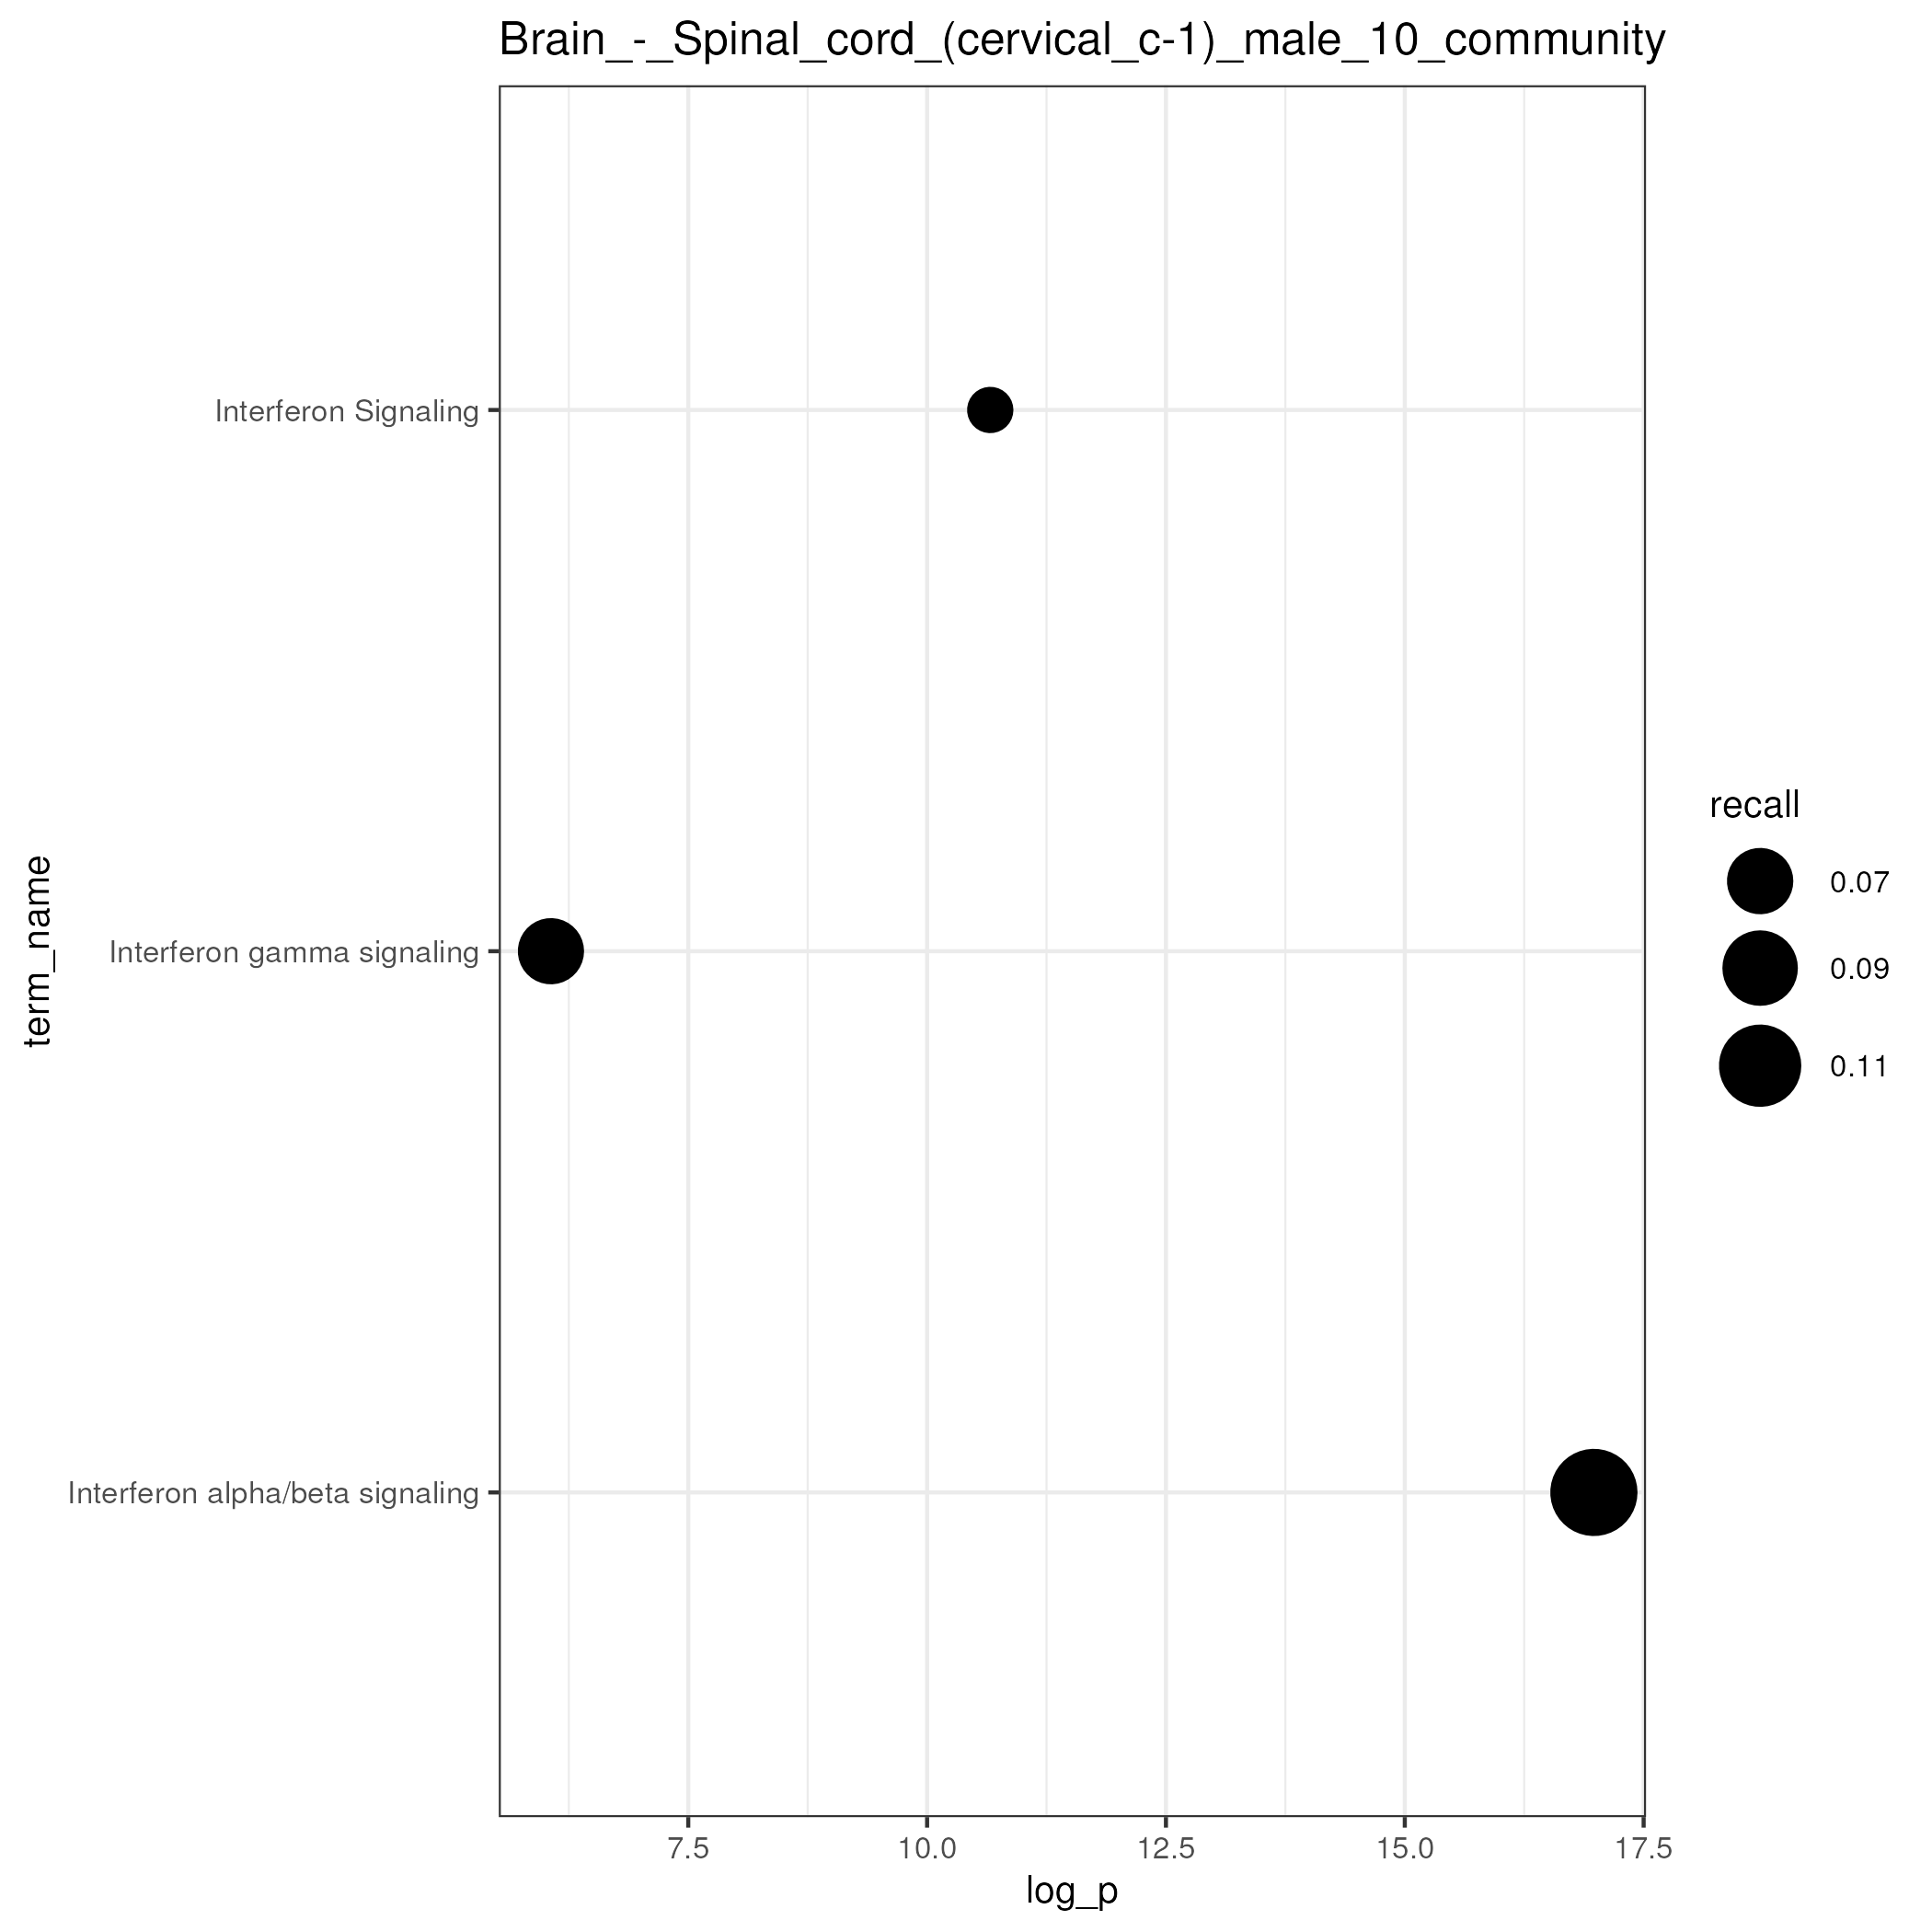 Brain_-_Spinal_cord_(cervical_c-1)_male_10_community
term_name
Interferon Signaling
Interferon gamma signaling
Interferon alpha/beta signaling
7.5 10.0 12.5 15.0 17.5
log_p
recall
0.07
0.09
0.11